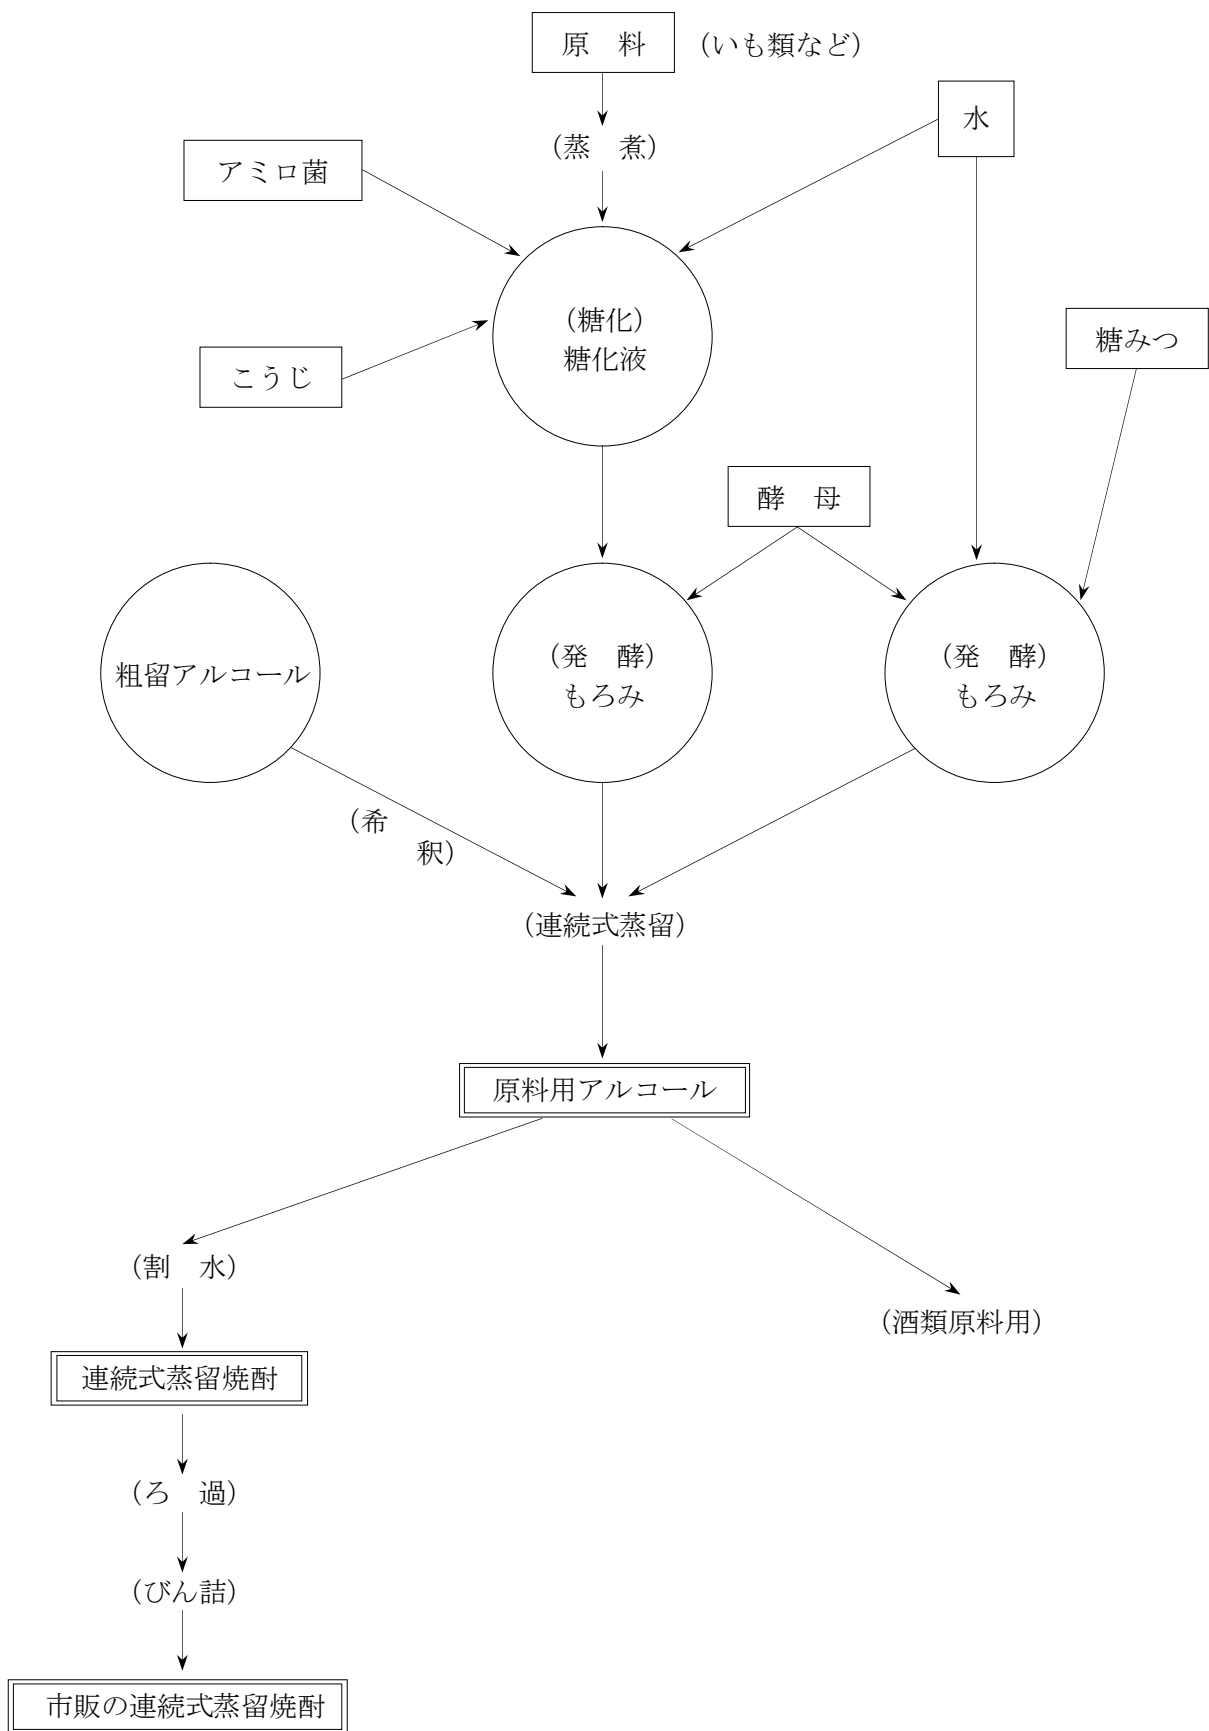 原　料
（いも類など）
水
（蒸　煮）
アミロ菌
（糖化）
糖化液
糖みつ
こうじ
酵　母
粗留アルコール
（発　酵）
もろみ
（発　酵）
もろみ
（希
釈）
（連続式蒸留）
原料用アルコール
（割　水）
（酒類原料用）
連続式蒸留焼酎
（ろ　過）
（びん詰）
市販の連続式蒸留焼酎